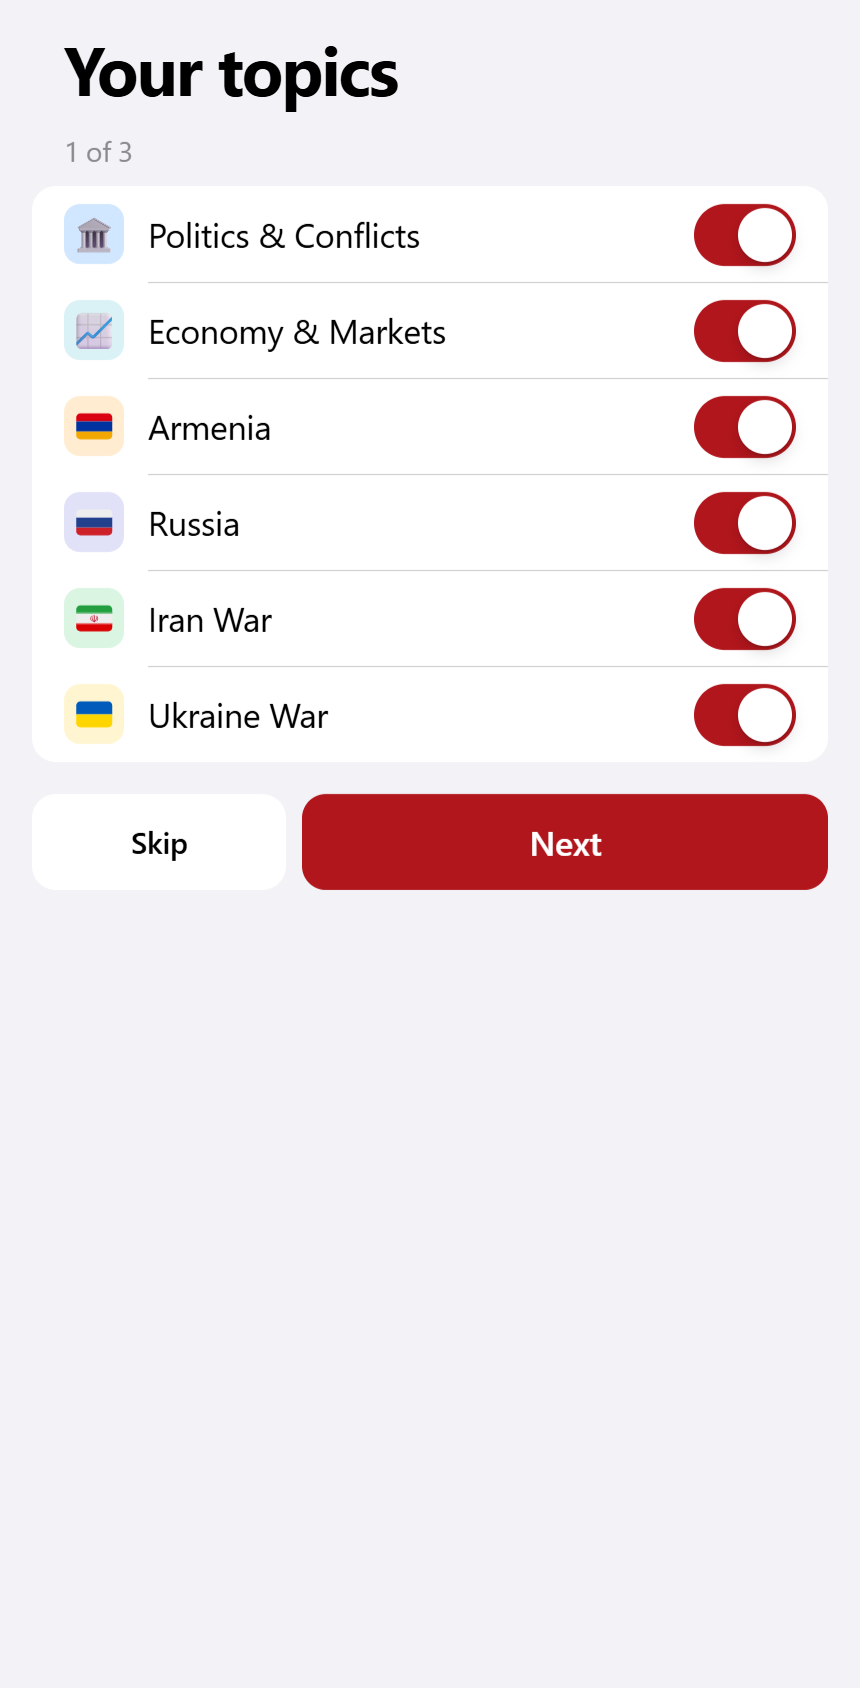 Your topics
1 of 3
Politics & Conflicts
Economy & Markets
Armenia
Russia
Iran War
Ukraine War
Skip
Next